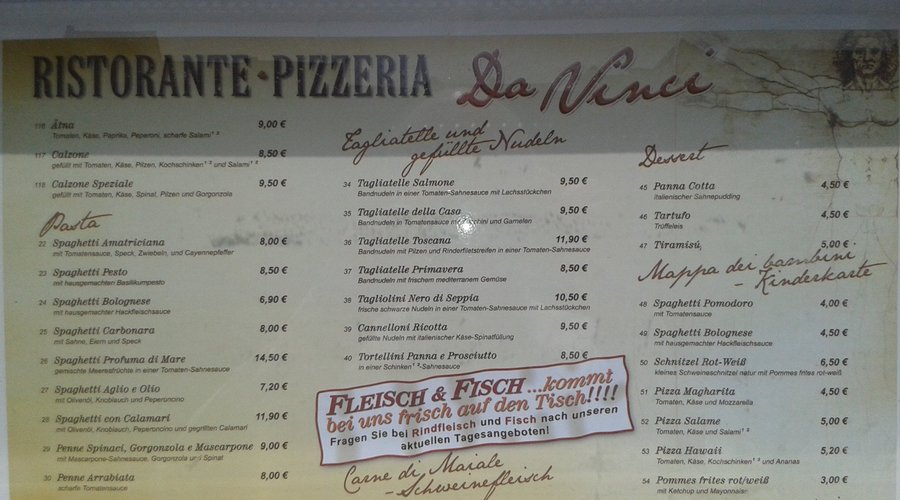 RISTORANTE · PIZZERIA Da Vinci
116 Ätna 9,00 €
Tomaten, Käse, Paprika, Peperoni, scharfe Salami¹ ²
117 Calzone 8,50 €
gefüllt mit Tomaten, Käse, Pilzen, Kochschinken¹ ² und Salami¹ ²
118 Calzone Speziale 9,50 €
gefüllt mit Tomaten, Käse, Spinat, Pilzen und Gorgonzola
Pasta
22 Spaghetti Amatriciana 8,00 €
mit Tomatensauce, Speck, Zwiebeln, und Cayennepfeffer
23 Spaghetti Pesto 8,50 €
mit hausgemachten Basilikumpesto
24 Spaghetti Bolognese 6,90 €
mit hausgemachter Hackfleischsauce
25 Spaghetti Carbonara 8,00 €
mit Sahne, Eiern und Speck
26 Spaghetti Profuma di Mare 14,50 €
gemischte Meeresfrüchte in einer Tomaten-Sahnesauce
27 Spaghetti Aglio e Olio 7,20 €
mit Olivenöl, Knoblauch und Peperoncino
28 Spaghetti con Calamari 11,90 €
mit Olivenöl, Knoblauch, Peperoncino und gegrillten Calamari
29 Penne Spinaci, Gorgonzola e Mascarpone 9,00 €
mit Mascarpone-Sahnesauce, Gorgonzola und Spinat
30 Penne Arrabiata 8,00 €
scharfe Tomatensauce
Tagliatelle und
gefüllte Nudeln
34 Tagliatelle Salmone 9,50 €
Bandnudeln in einer Tomaten-Sahnesauce mit Lachsstückchen
35 Tagliatelle della Casa 9,50 €
Bandnudeln in Tomatensauce mit und Garnelen
36 Tagliatelle Toscana 11,90 €
Bandnudeln mit Pilzen und Rinderfiletstreifen in einer Tomaten-Sahnesauce
37 Tagliatelle Primavera 8,50 €
Bandnudeln mit frischem mediterranem Gemüse
38 Tagliolini Nero di Seppia 10,50 €
frische schwarze Nudeln in einer Tomaten-Sahnesauce mit Lachsstückchen
39 Cannelloni Ricotta 9,50 €
gefüllte Nudeln mit italienischer Käse-Spinatfüllung
40 Tortellini Panna e Prosciutto 8,50 €
in einer Schinken¹ ²-Sahnesauce
FLEISCH & FISCH ...kommt
bei uns frisch auf den Tisch!!!!
Fragen Sie bei Rindfleisch und Fisch nach unseren
aktuellen Tagesangeboten!
Carne di Maiale
- Schweinefleisch
Dessert
45 Panna Cotta 4,50 €
italienischer Sahnepudding
46 Tartufo 4,50 €
Trüffeleis
47 Tiramisú 5,00 €
Mappa dei bambini
- Kinderkarte
48 Spaghetti Pomodoro 4,00 €
mit Tomatensauce
49 Spaghetti Bolognese 4,50 €
mit hausgemachter Hackfleischsauce
50 Schnitzel Rot-Weiß 6,50 €
kleines Schweineschnitzel natur mit Pommes frites rot-weiß
51 Pizza Magharita 4,50 €
Tomaten, Käse und Mozzarella
52 Pizza Salame 5,00 €
Tomaten, Käse und Salami¹ ²
53 Pizza Hawaii 5,20 €
Tomaten, Käse, Kochschinken¹ ² und Ananas
54 Pommes frites rot/weiß 3,00 €
mit Ketchup und Mayonnaise